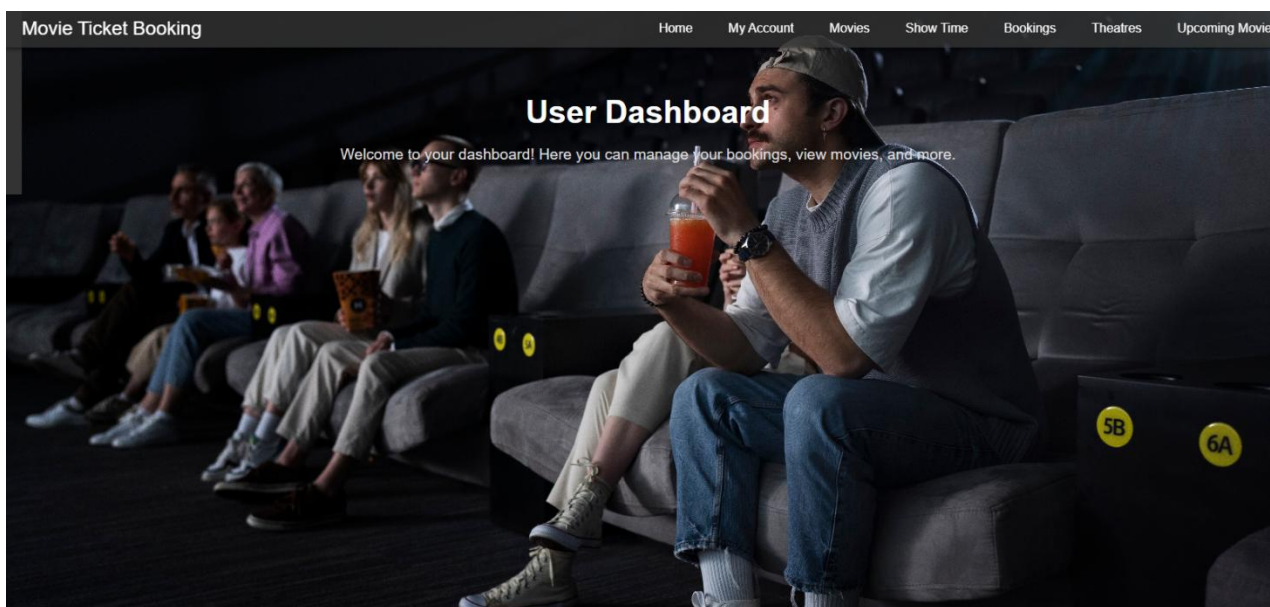 Movie Ticket Booking Home My Account Movies Show Time Bookings Theatres Upcoming Movie
User Dashboard
Welcome to your dashboard! Here you can manage your bookings, view movies, and more.
5B
6A